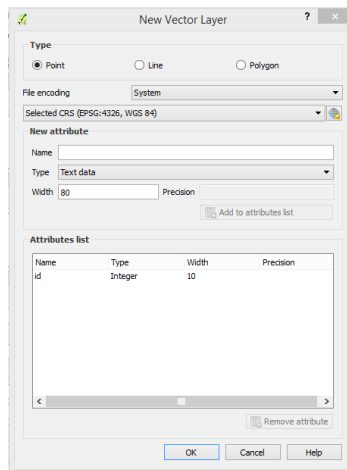 New Vector Layer ? ×
Type
Point Line Polygon
File encoding System
Selected CRS (EPSG:4326, WGS 84)
New attribute
Name
Type Text data
Width 80 Precision
Add to attributes list
Attributes list
Name Type Width Precision
id Integer 10
Remove attribute
OK Cancel Help